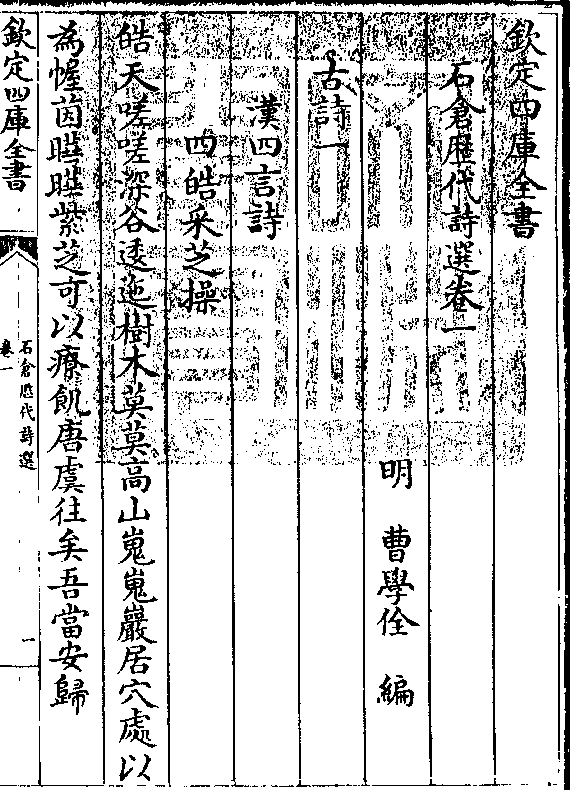 欽定四庫全書
石倉歷代詩選卷一
明 曹學佺 編
古詩一
漢四言詩
四皓采芝操
皓天嗟嗟深谷逶迤樹木莫莫高山嵬嵬巖居穴處以
為幄茵曄曄紫芝可以療飢唐虞往矣吾當安歸
欽定四庫全書
石倉歷代詩選
卷一
一